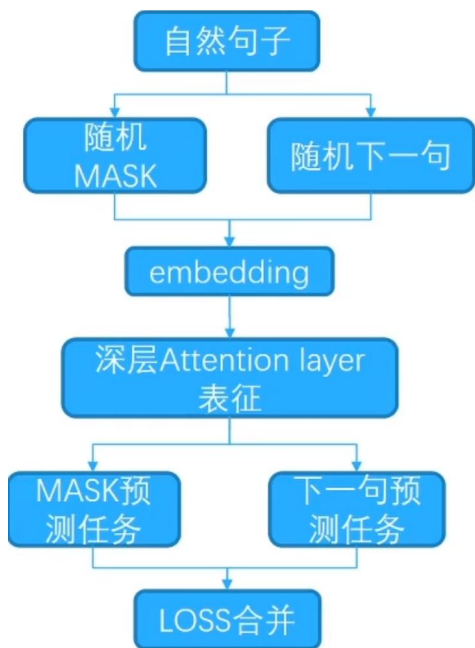 自然句子
随机
MASK
随机下一句
embedding
深层Attention layer
表征
MASK预
测任务
下一句预
测任务
LOSS合并